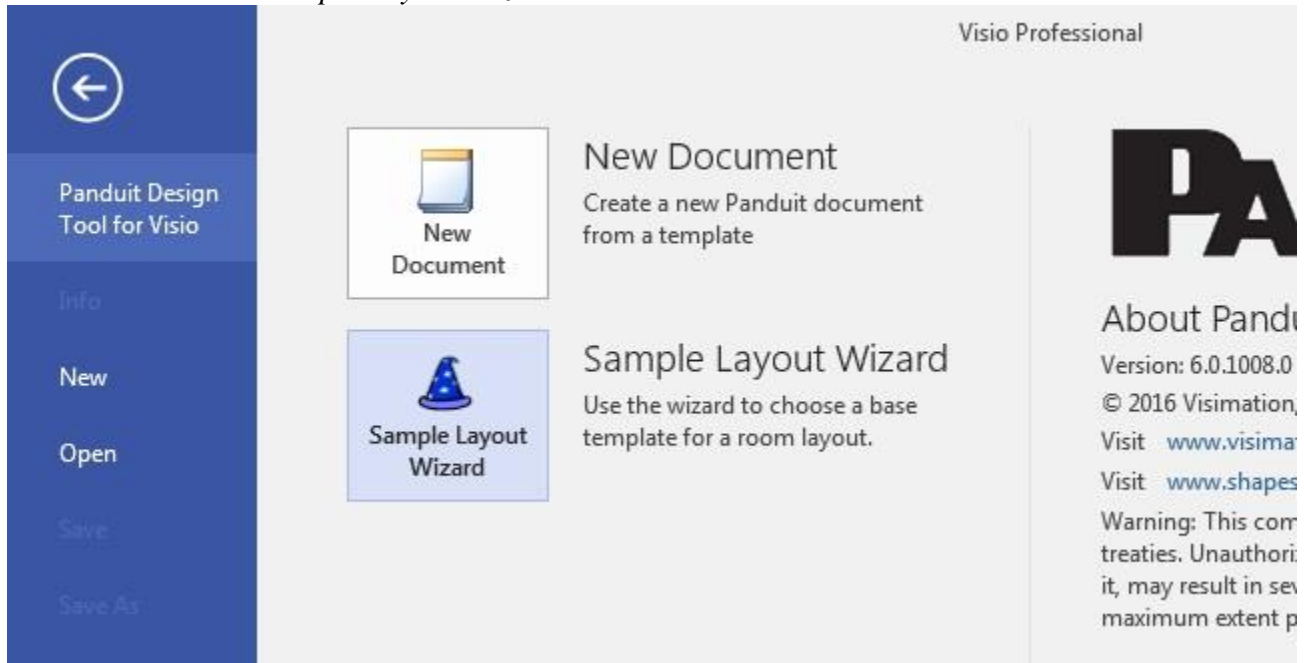 Visio Professional
Panduit Design
Tool for Visio
Info
New
Open
Save
Save As
New
Document
New Document
Create a new Panduit document
from a template
Sample Layout
Wizard
Sample Layout Wizard
Use the wizard to choose a base
template for a room layout.
PA
About Pandu
Version: 6.0.1008.0
© 2016 Visimation,
Visit www.visima
Visit www.shapes
Warning: This com
treaties. Unauthori
it, may result in sev
maximum extent p